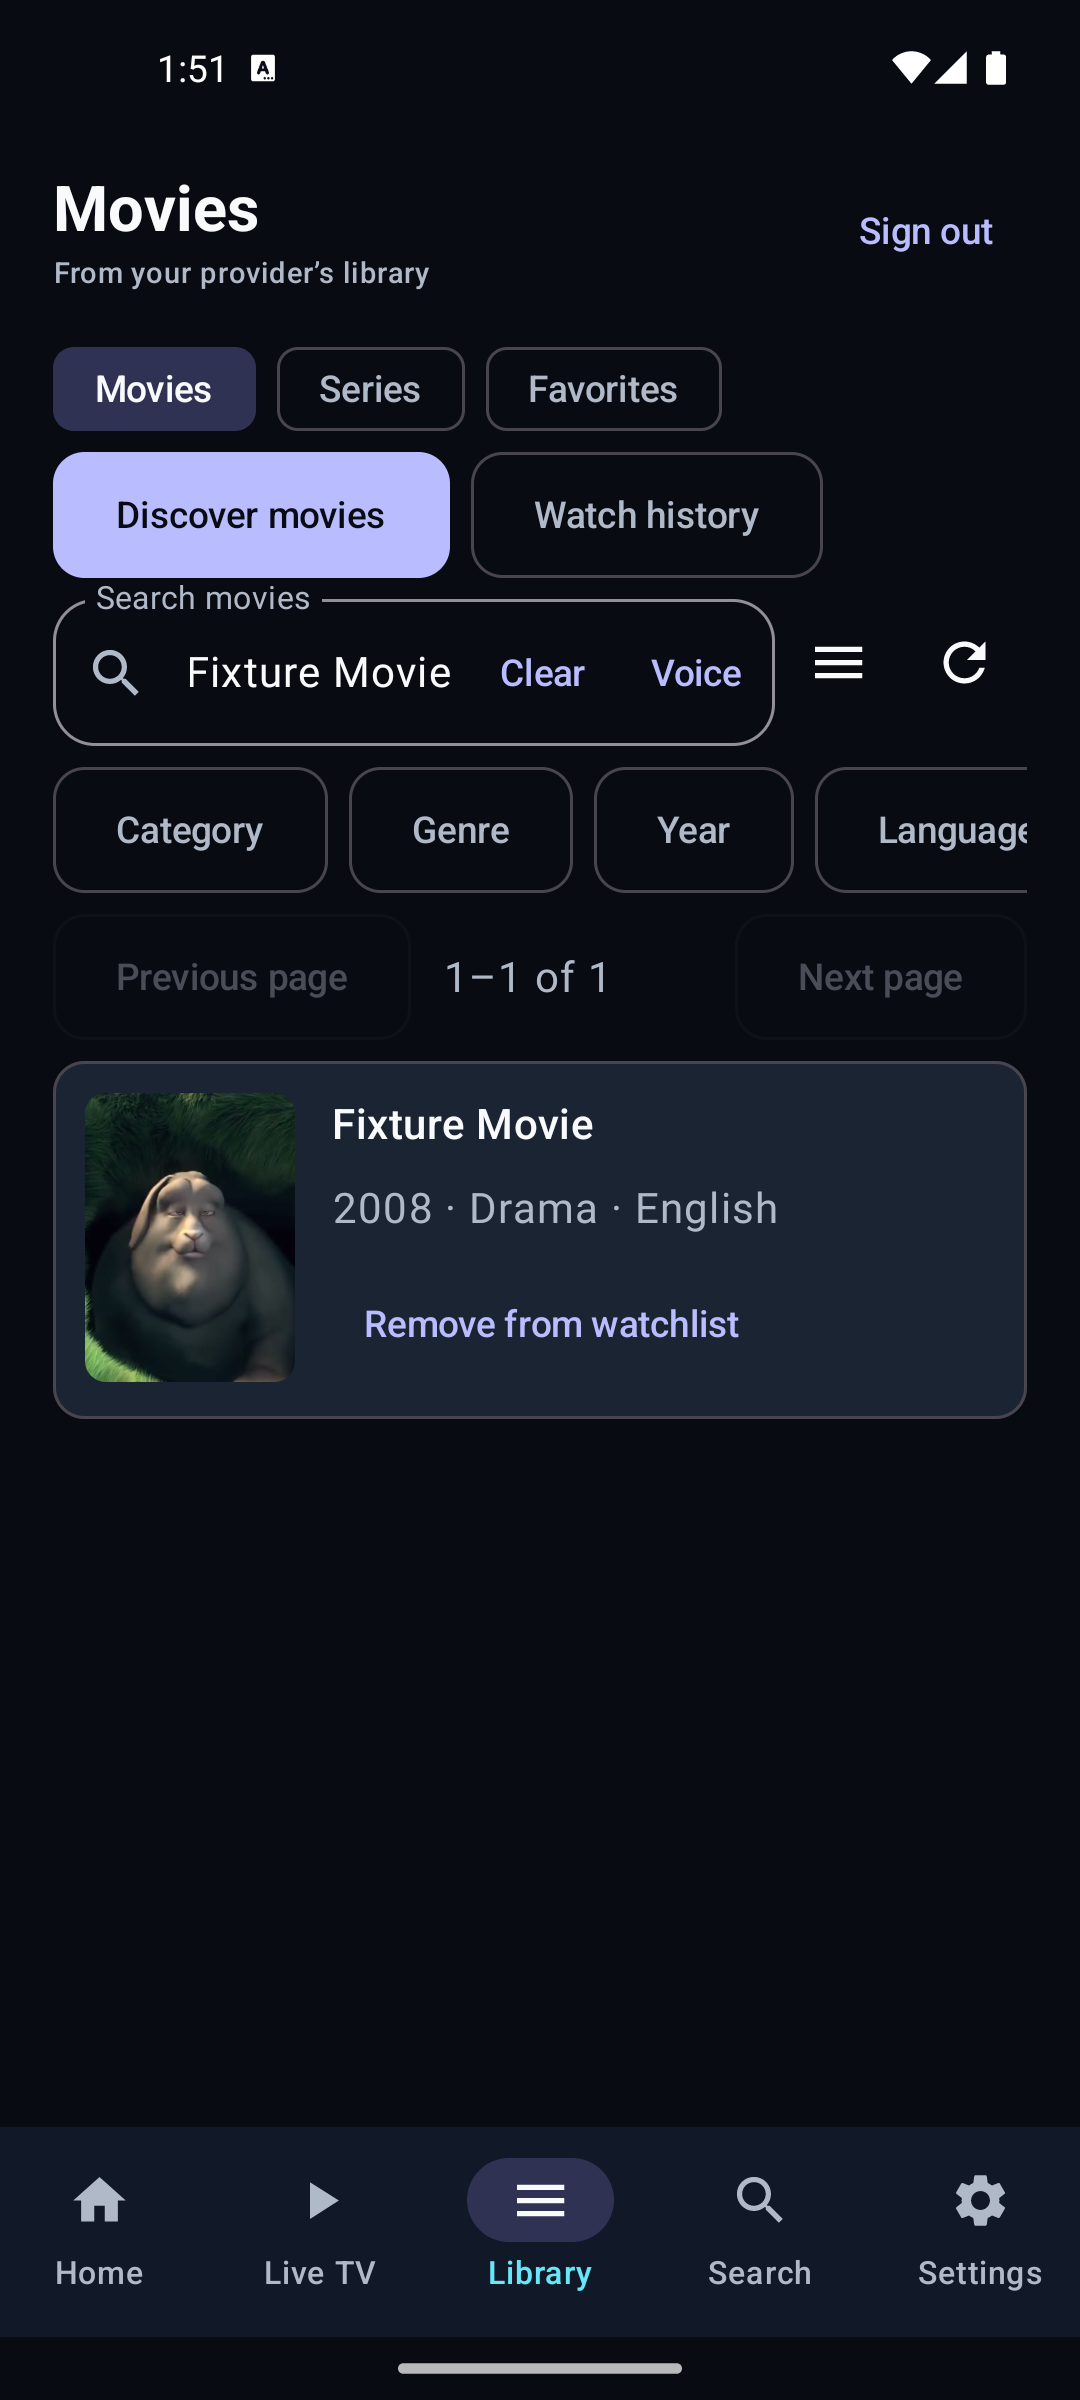 1:51
Movies
From your provider's library
Sign out
Movies
Series
Favorites
Discover movies
Watch history
Search movies
Fixture Movie
Clear
Voice
Category
Genre
Year
Language
Previous page
1–1 of 1
Next page
Fixture Movie
2008 · Drama · English
Remove from watchlist
Home
Live TV
Library
Search
Settings